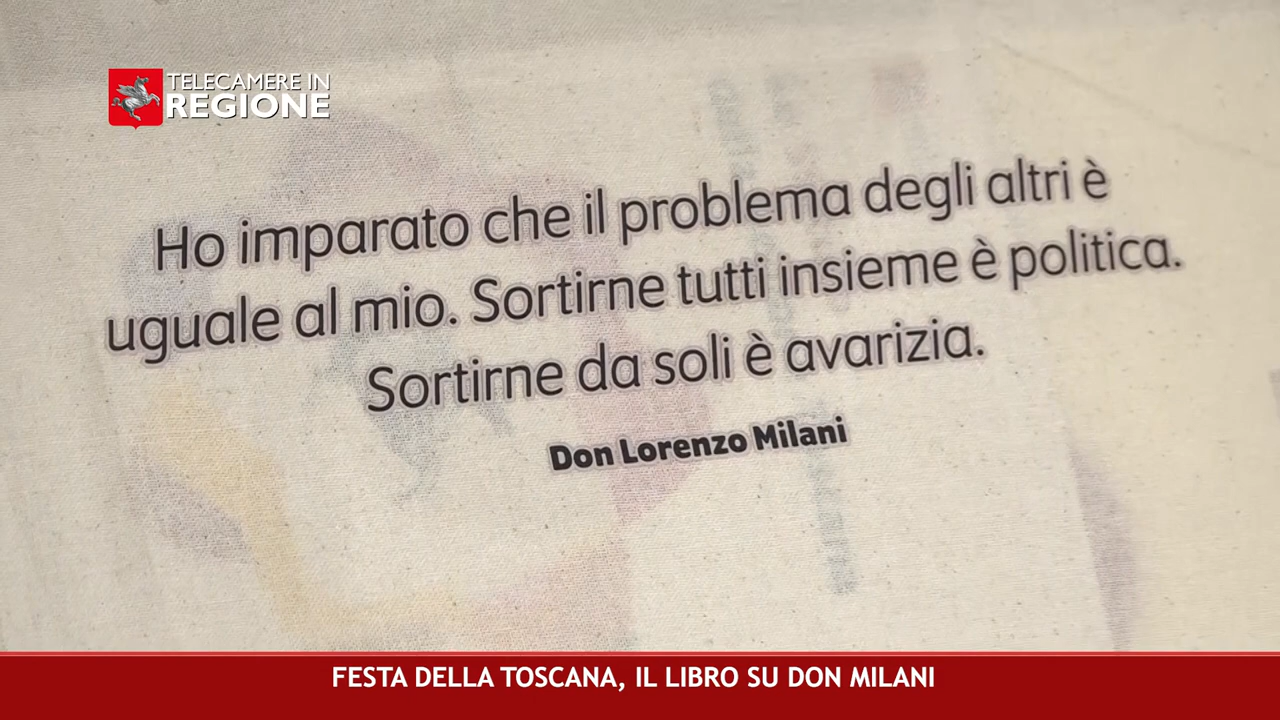 TELECAMERE IN
REGIONE
Ho imparato che il problema degli altri è
uguale al mio. Sortirne tutti insieme è politica.
Sortirne da soli è avarizia.
Don Lorenzo Milani
FESTA DELLA TOSCANA, IL LIBRO SU DON MILANI